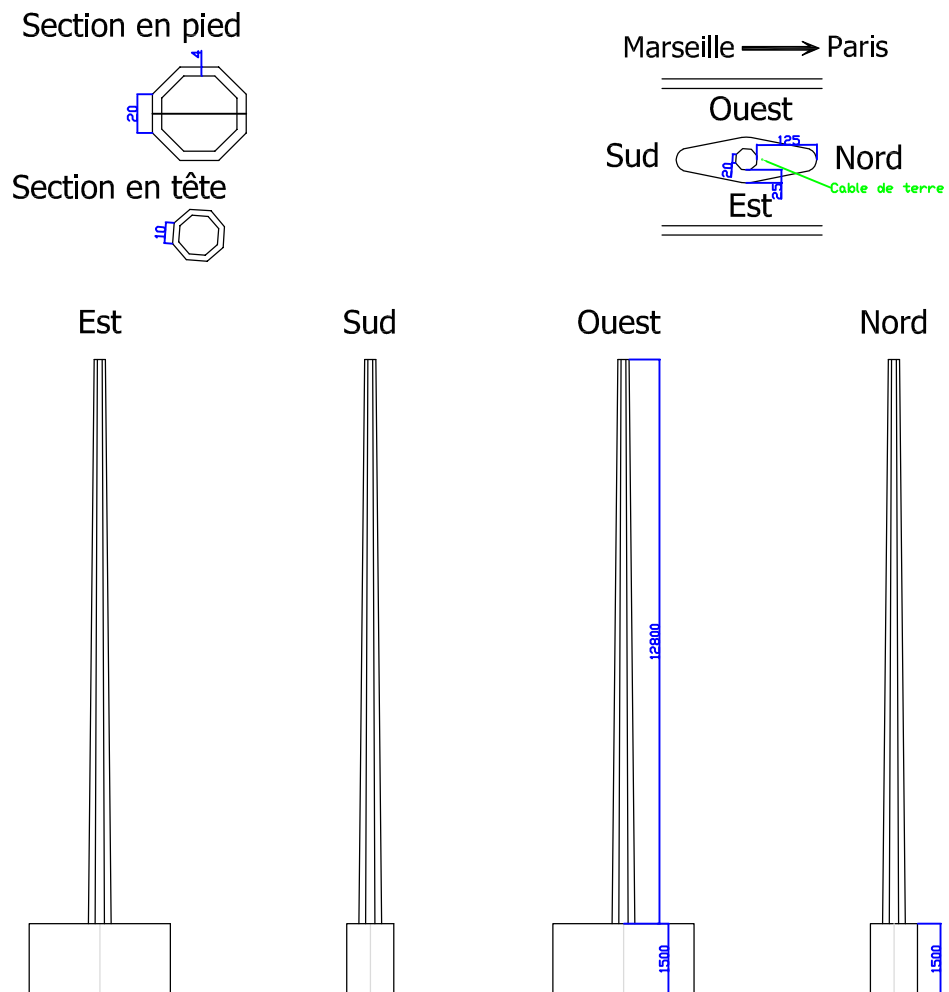 Section en pied
4
20
Section en tête
10
Marseille Paris
Ouest
125
Sud
Nord
20
25
Cable de terre
Est
Est
Sud
Ouest
Nord
12800
1500
1500